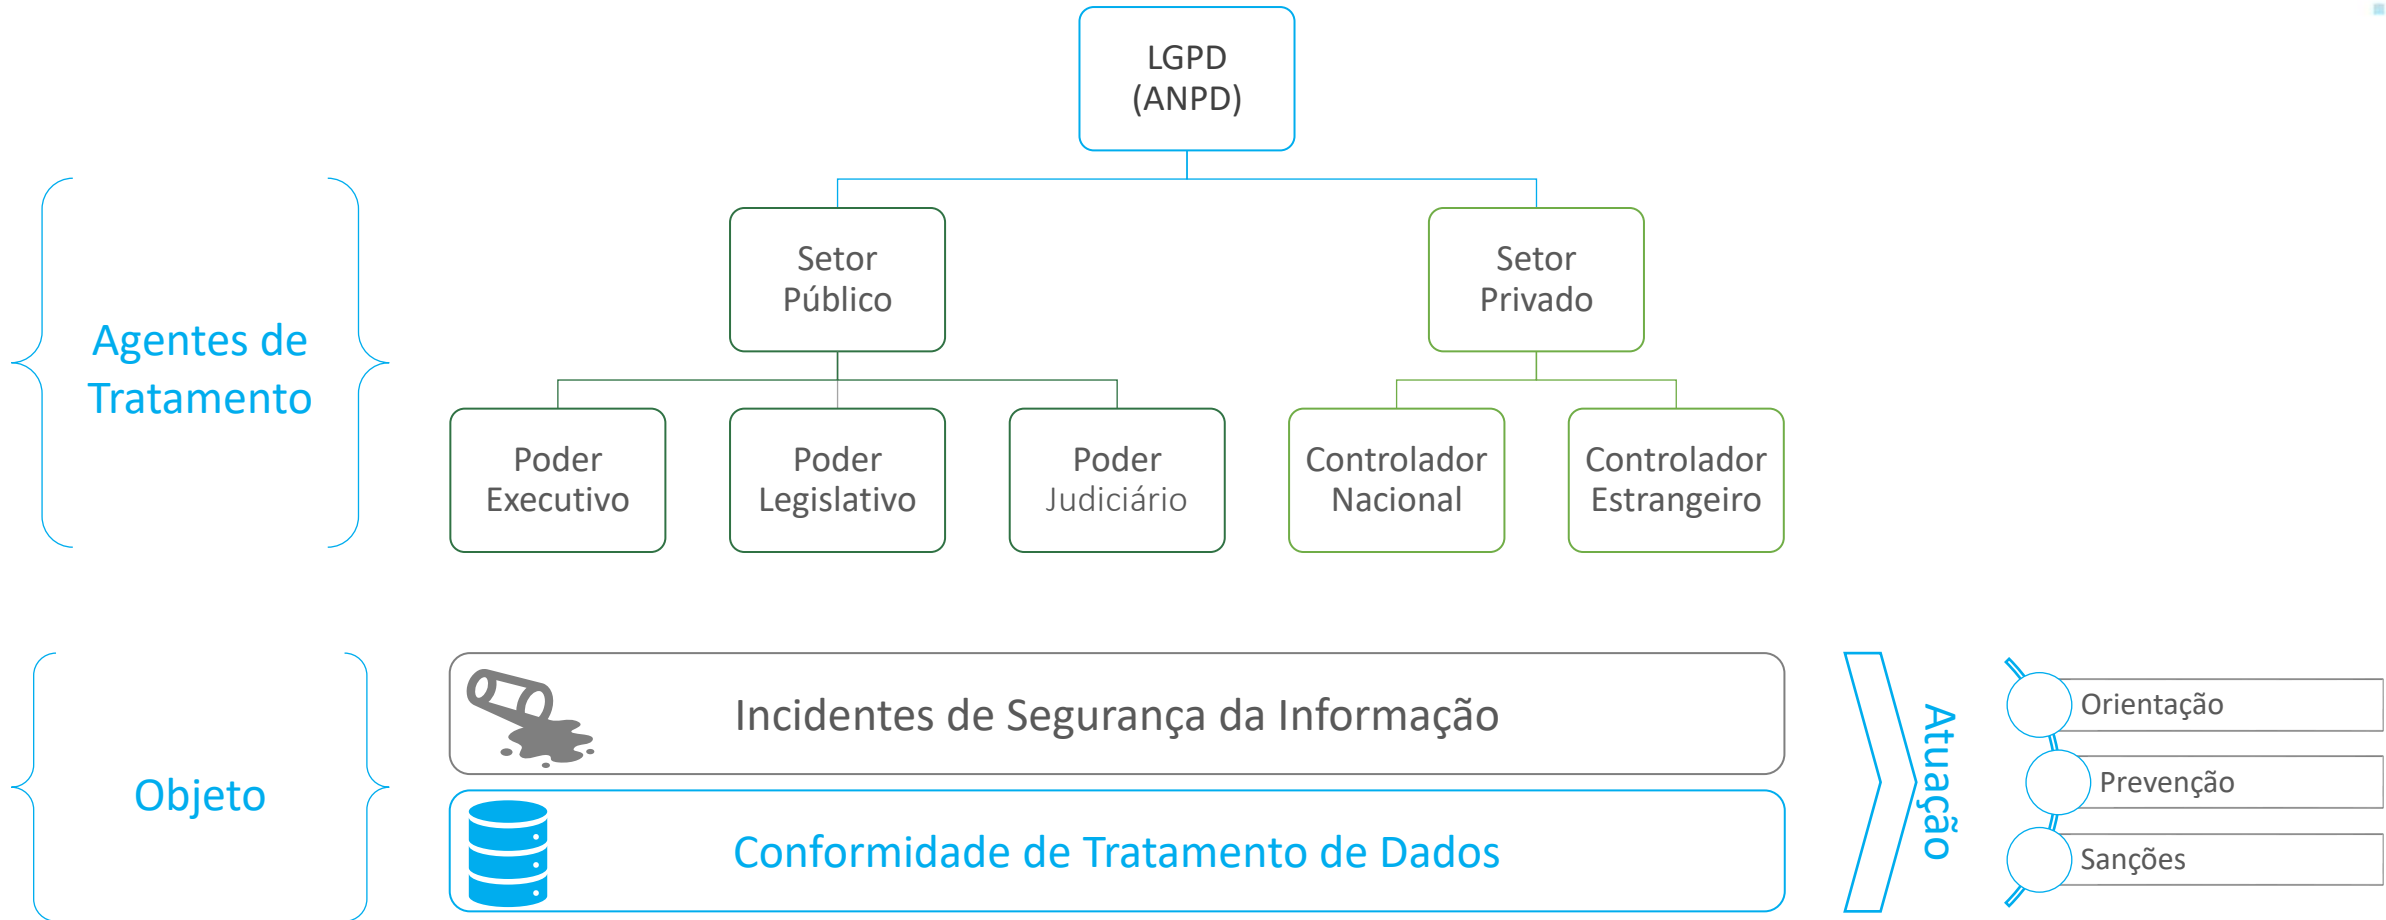 LGPD
(ANPD)
Agentes de
Tratamento
Setor
Público
Setor
Privado
Poder
Executivo
Poder
Legislativo
Poder
Judiciário
Controlador
Nacional
Controlador
Estrangeiro
Objeto
Incidentes de Segurança da Informação
Conformidade de Tratamento de Dados
Atuação
Orientação
Prevenção
Sanções